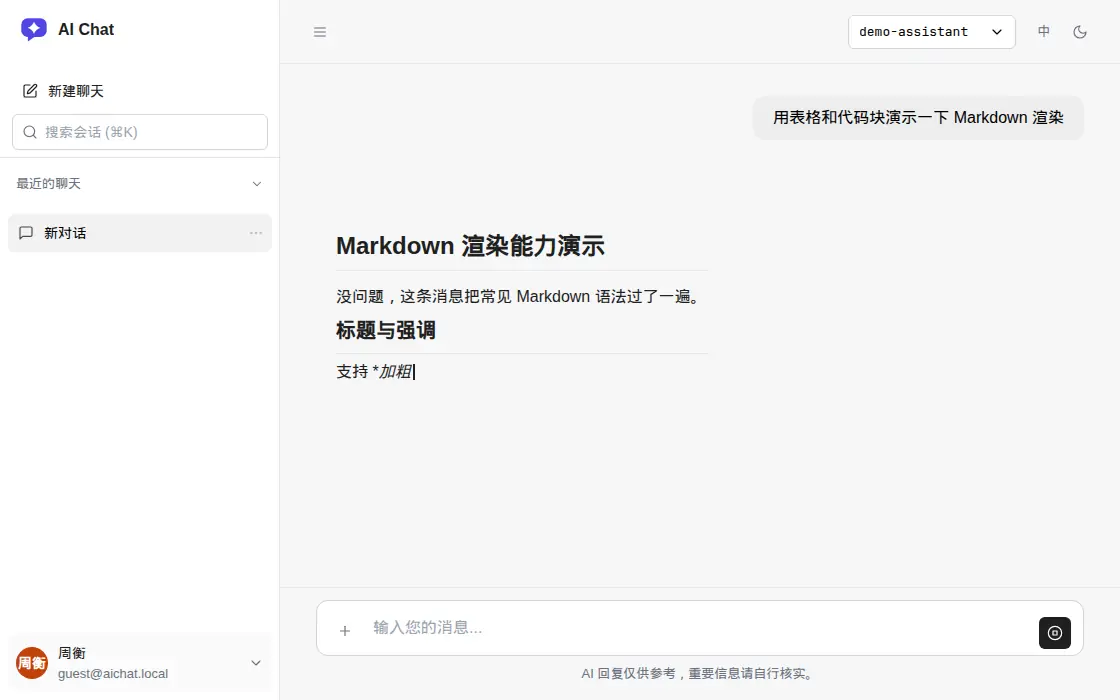 AI Chat
新建聊天
搜索会话 (⌘K)
最近的聊天
新对话
周衡
周衡
guest@aichat.local
demo-assistant
中
用表格和代码块演示一下 Markdown 渲染
Markdown 渲染能力演示
没问题，这条消息把常见 Markdown 语法过了一遍。
标题与强调
支持 *加粗
输入您的消息...
AI 回复仅供参考，重要信息请自行核实。